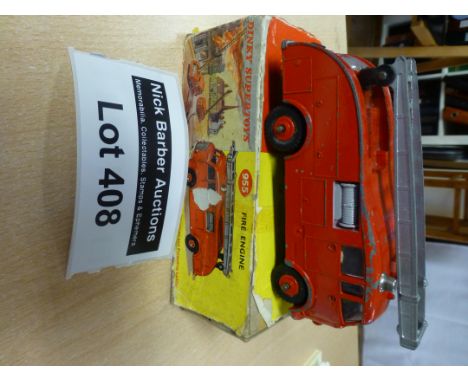 Nick Barber Auctions
Memorabilia, Collectables, Stamps & Ephemera
Lot 408
DINKY SUPERTOYS
955
FIRE ENGINE